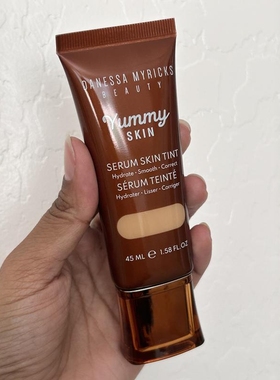 DANESSA MYRICKS
BEAUTY
Yummy
SKIN
SERUM SKIN TINT
Hydrate • Smooth • Correct
SÉRUM TEINTÉ
Hydrater • Lisser • Corriger
45 ML ℮ 1.58 FL.OZ